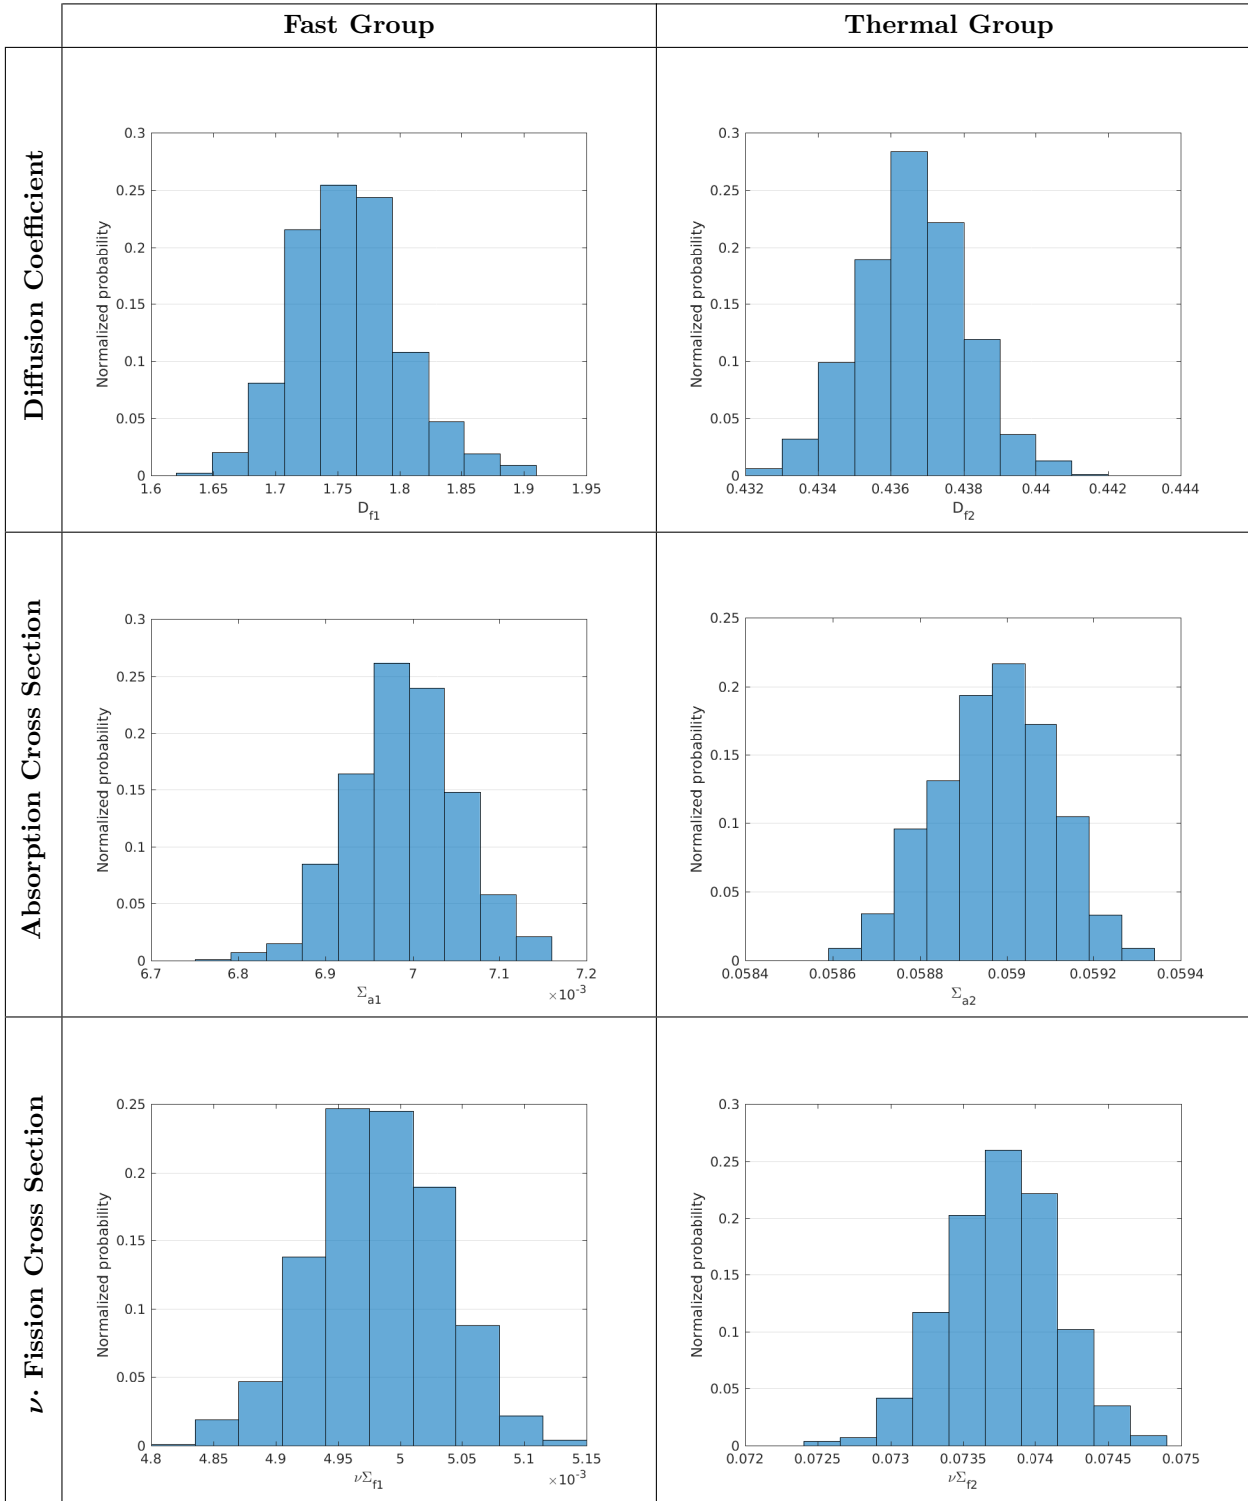 Fast Group
Thermal Group
Diffusion Coefficient
Normalized probability
0.3
0.25
0.2
0.15
0.1
0.05
0
1.6 1.65 1.7 1.75 1.8 1.85 1.9 1.95
D_f1
Normalized probability
0.3
0.25
0.2
0.15
0.1
0.05
0
0.432 0.434 0.436 0.438 0.44 0.442 0.444
D_f2
Absorption Cross Section
Normalized probability
0.3
0.25
0.2
0.15
0.1
0.05
0
6.7 6.8 6.9 7 7.1 7.2
Σ_a1
×10^-3
Normalized probability
0.25
0.2
0.15
0.1
0.05
0
0.0584 0.0586 0.0588 0.059 0.0592 0.0594
Σ_a2
ν· Fission Cross Section
Normalized probability
0.25
0.2
0.15
0.1
0.05
0
4.8 4.85 4.9 4.95 5 5.05 5.1 5.15
νΣ_f1
×10^-3
Normalized probability
0.3
0.25
0.2
0.15
0.1
0.05
0
0.072 0.0725 0.073 0.0735 0.074 0.0745 0.075
νΣ_f2